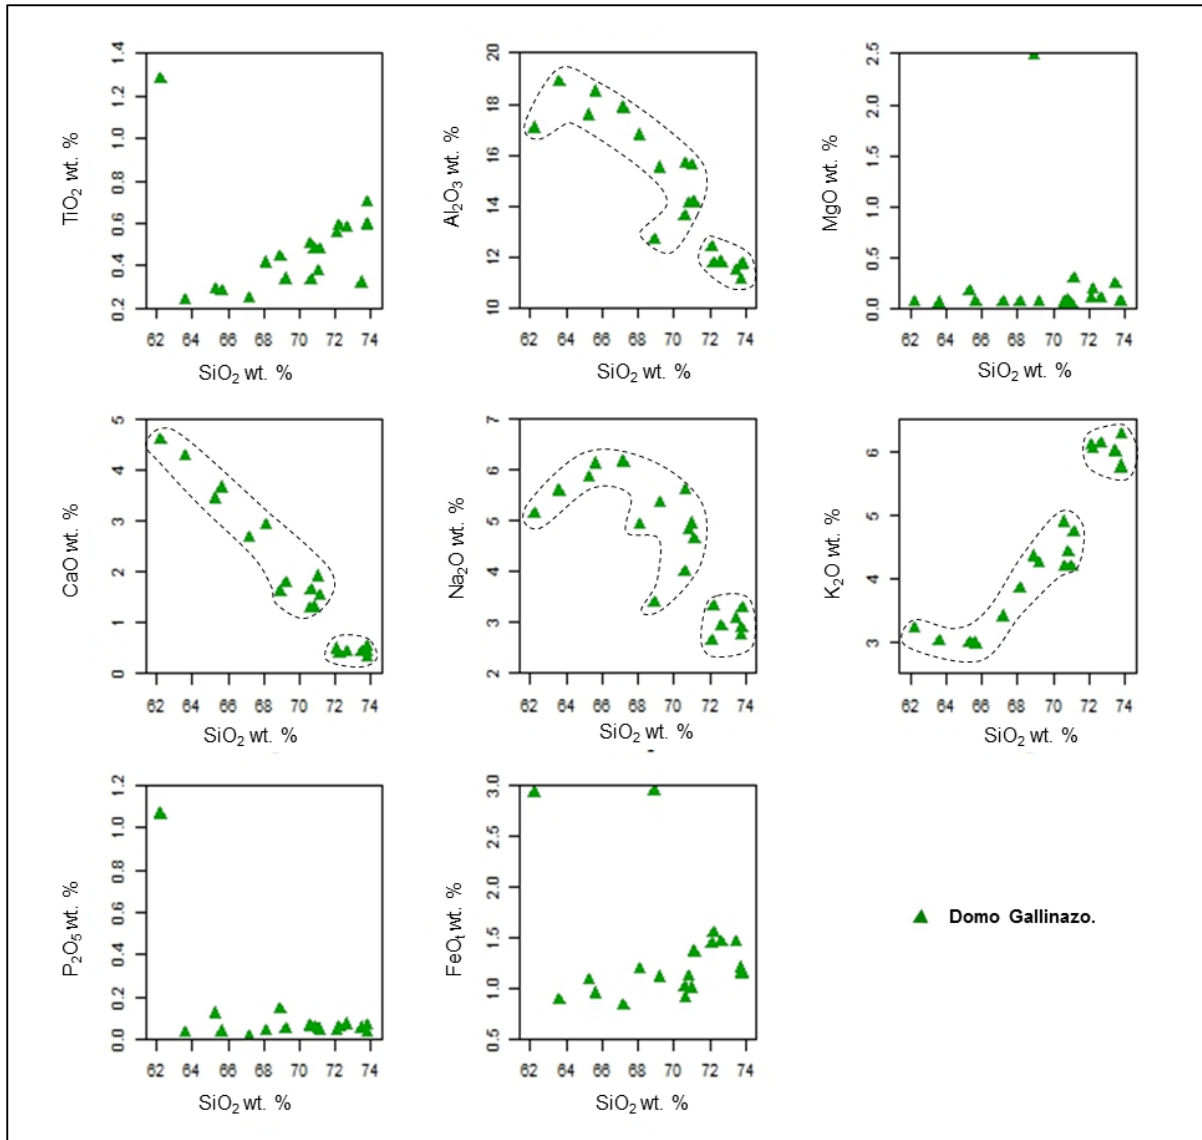 TiO2 wt. %
1.4
1.2
1.0
0.8
0.6
0.4
0.2
62 64 66 68 70 72 74
SiO2 wt. %
Al2O3 wt. %
20
18
16
14
12
10
62 64 66 68 70 72 74
SiO2 wt. %
MgO wt. %
2.5
2.0
1.5
1.0
0.5
0.0
62 64 66 68 70 72 74
SiO2 wt. %
CaO wt. %
5
4
3
2
1
0
62 64 66 68 70 72 74
SiO2 wt. %
Na2O wt. %
7
6
5
4
3
2
62 64 66 68 70 72 74
SiO2 wt. %
K2O wt. %
6
5
4
3
62 64 66 68 70 72 74
SiO2 wt. %
P2O5 wt. %
1.2
1.0
0.8
0.6
0.4
0.2
0.0
62 64 66 68 70 72 74
SiO2 wt. %
FeOt wt. %
3.0
2.5
2.0
1.5
1.0
0.5
62 64 66 68 70 72 74
SiO2 wt. %
Domo Gallinazo.